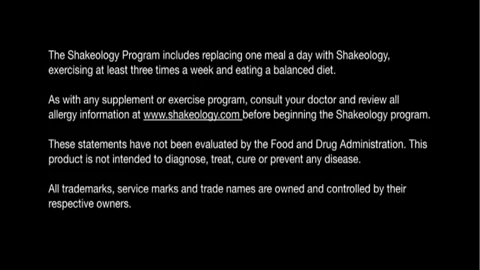 The Shakeology Program includes replacing one meal a day with Shakeology,
exercising at least three times a week and eating a balanced diet.
As with any supplement or exercise program, consult your doctor and review all
allergy information at www.shakeology.com before beginning the Shakeology program.
These statements have not been evaluated by the Food and Drug Administration. This
product is not intended to diagnose, treat, cure or prevent any disease.
All trademarks, service marks and trade names are owned and controlled by their
respective owners.